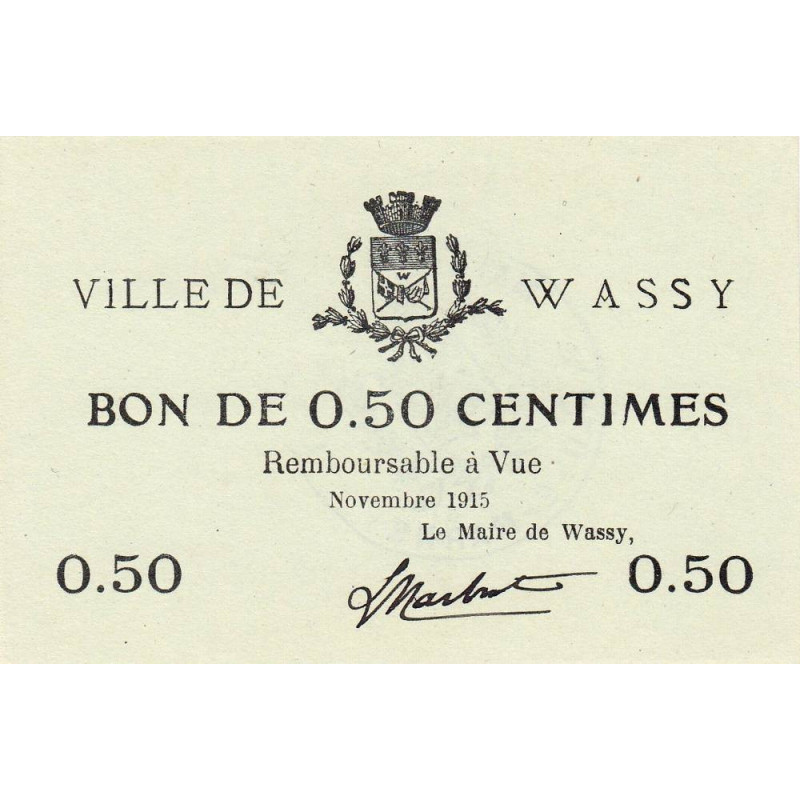 VILLE DE WASSY
W
BON DE 0.50 CENTIMES
Remboursable à Vue
Novembre 1915
Le Maire de Wassy,
0.50 0.50